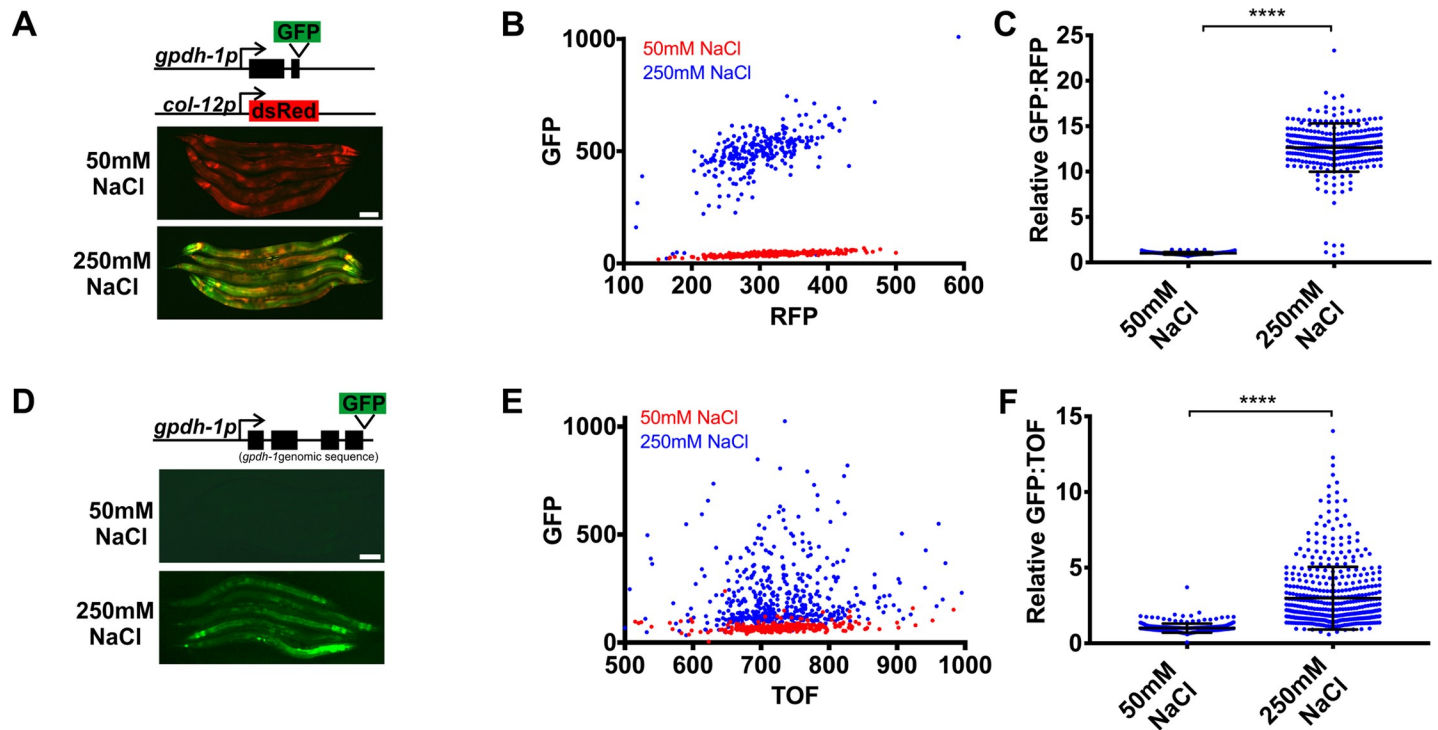 A
GFP
gpdh-1p
col-12p
dsRed
50mM
NaCl
250mM
NaCl
B
50mM NaCl
250mM NaCl
GFP
1000
500
0
100 200 300 400 500 600
RFP
C
****
Relative GFP:RFP
25
20
15
10
5
0
50mM
NaCl
250mM
NaCl
D
GFP
gpdh-1p
(gpdh-1genomic sequence)
50mM
NaCl
250mM
NaCl
E
50mM NaCl
250mM NaCl
GFP
1000
500
0
500 600 700 800 900 1000
TOF
F
****
Relative GFP:TOF
15
10
5
0
50mM
NaCl
250mM
NaCl